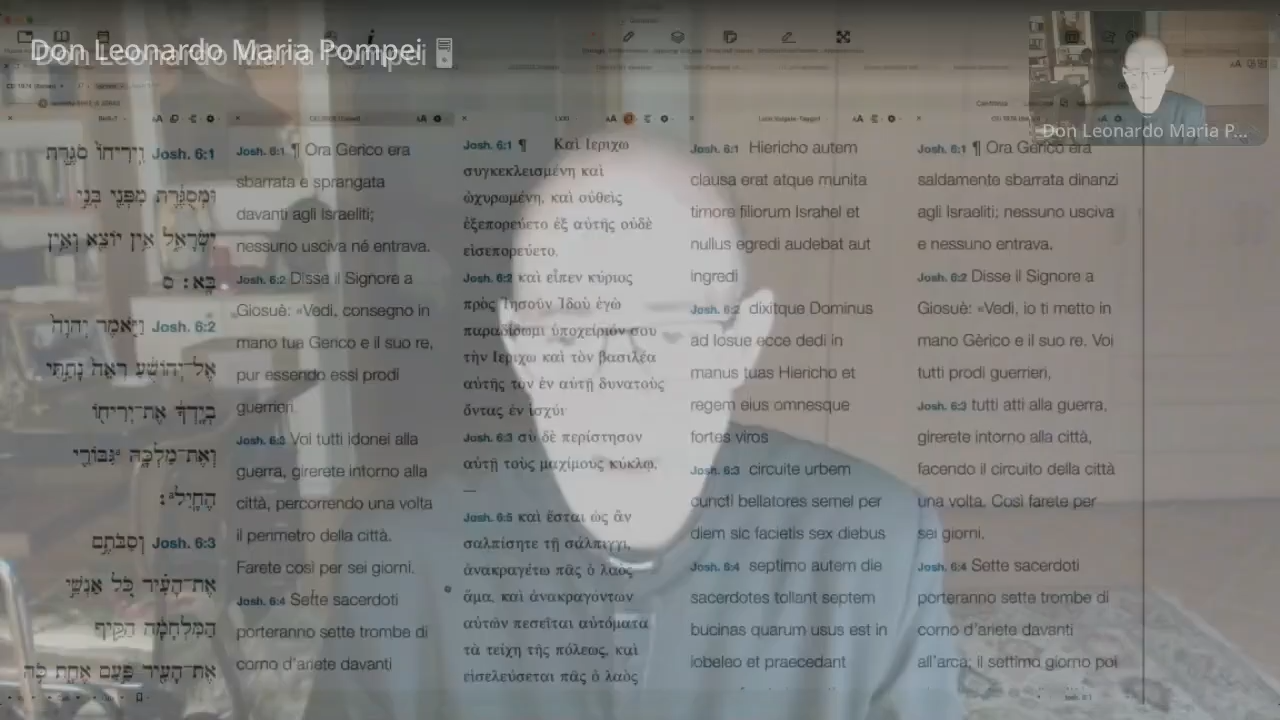 Don Leonardo Maria Pompei
Don Leonardo Maria P...
Josh. 6:1 וִֽירִיחוֹ֙ סֹגֶ֣רֶת
וּמְסֻגֶּ֔רֶת מִפְּנֵ֖י בְּנֵ֣י
יִשְׂרָאֵ֑ל אֵ֥ין יוֹצֵ֖א וְאֵ֥ין
בָּֽא׃ ס
Josh. 6:2 וַיֹּ֤אמֶר יְהוָה֙
אֶל־יְהוֹשֻׁ֔עַ רְאֵה֙ נָתַ֣תִּי
בְיָֽדְךָ֔ אֶת־יְרִיח֖וֹ
וְאֶת־מַלְכָּ֑הּ גִּבּוֹרֵ֖י
הֶחָֽיִל׃
Josh. 6:3 וְסַבֹּתֶ֣ם
אֶת־הָעִ֗יר כֹּ֚ל אַנְשֵׁ֣י
הַמִּלְחָמָ֔ה הַקֵּ֥יף
אֶת־הָעִ֖יר פַּ֣עַם אֶחָ֑ת כֹּ֥ה
Josh. 6:1 ¶ Ora Gerico era
sbarrata e sprangata
davanti agli Israeliti;
nessuno usciva né entrava.
Josh. 6:2 Disse il Signore a
Giosuè: «Vedi, consegno in
mano tua Gerico e il suo re,
pur essendo essi prodi
guerrieri.
Josh. 6:3 Voi tutti idonei alla
guerra, girerete intorno alla
città, percorrendo una volta
il perimetro della città.
Farete così per sei giorni.
Josh. 6:4 Sette sacerdoti
porteranno sette trombe di
corno d'ariete davanti
Josh. 6:1 ¶ Καὶ Ιεριχω
συγκεκλεισμένη καὶ
ὠχυρωμένη, καὶ οὐθεὶς
ἐξεπορεύετο ἐξ αὐτῆς οὐδὲ
εἰσεπορεύετο.
Josh. 6:2 καὶ εἶπεν κύριος
πρὸς Ἰησοῦν Ἰδοὺ ἐγὼ
παραδίδωμι ὑποχείριόν σου
τὴν Ιεριχω καὶ τὸν βασιλέα
αὐτῆς τὸν ἐν αὐτῇ δυνατοὺς
ὄντας ἐν ἰσχύι·
Josh. 6:3 σὺ δὲ περίστησον
αὐτῇ τοὺς μαχίμους κύκλῳ,
—
Josh. 6:5 καὶ ἔσται ὡς ἂν
σαλπίσητε τῇ σάλπιγγι,
ἀνακραγέτω πᾶς ὁ λαὸς
ἅμα, καὶ ἀνακραγόντων
αὐτῶν πεσεῖται αὐτόματα
τὰ τείχη τῆς πόλεως, καὶ
εἰσελεύσεται πᾶς ὁ λαὸς
Hiericho autem
clausa erat atque munita
timore filiorum Israhel et
nullus egredi audebat aut
ingredi
Josh. 6:2 dixitque Dominus
ad Iosue ecce dedi in
manus tuas Hiericho et
regem eius omnesque
fortes viros
Josh. 6:3 circuite urbem
cuncti bellatores semel per
diem sic facietis sex diebus
Josh. 6:4 septimo autem die
sacerdotes tollant septem
bucinas quarum usus est in
iobeleo et praecedant
Josh. 6:1 ¶ Ora Gerico era
saldamente sbarrata dinanzi
agli Israeliti; nessuno usciva
e nessuno entrava.
Josh. 6:2 Disse il Signore a
Giosuè: «Vedi, io ti metto in
mano Gèrico e il suo re. Voi
tutti prodi guerrieri,
Josh. 6:3 tutti atti alla guerra,
girerete intorno alla città,
facendo il circuito della città
una volta. Così farete per
sei giorni.
Josh. 6:4 Sette sacerdoti
porteranno sette trombe di
corno d'ariete davanti
all'arca; il settimo giorno poi